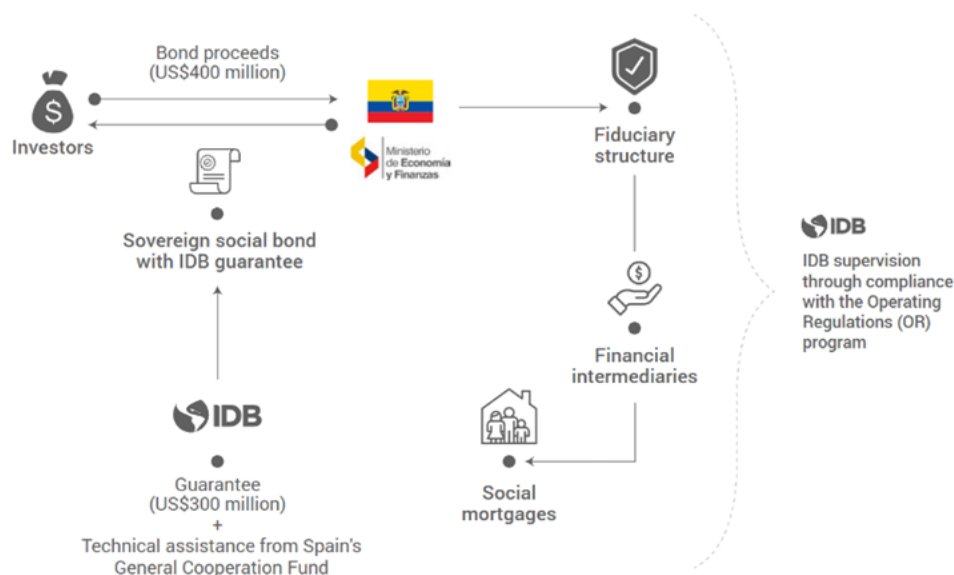 Bond proceeds
(US$400 million)
$
Investors
Ministerio
de Economía
y Finanzas
Fiduciary
structure
Sovereign social bond
with IDB guarantee
IDB
IDB supervision
through compliance
with the Operating
Regulations (OR)
program
$
Financial
intermediaries
IDB
Guarantee
(US$300 million)
+
Technical assistance from Spain's
General Cooperation Fund
Social
mortgages